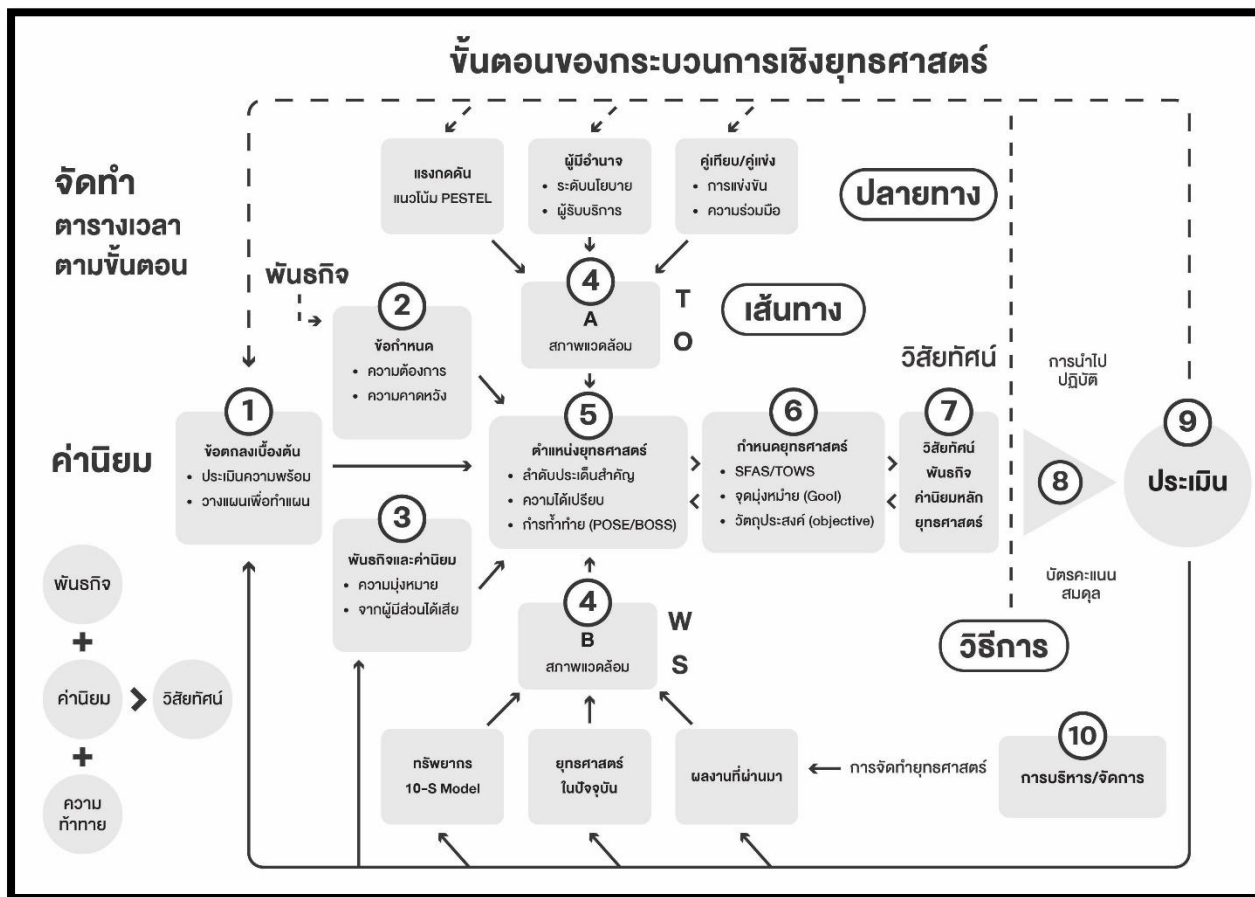 ขั้นตอนของกระบวนการเชิงยุทธศาสตร์
จัดทำ
ตารางเวลา
ตามขั้นตอน
แรงกดดัน
แนวโน้ม PESTEL
ผู้มีอำนาจ
• ระดับนโยบาย
• ผู้รับบริการ
คู่เทียบ/คู่แข่ง
• การแข่งขัน
• ความร่วมมือ
ปลายทาง
พันธกิจ
2
ข้อกำหนด
• ความต้องการ
• ความคาดหวัง
4
A
สภาพแวดล้อม
T
O
เส้นทาง
วิสัยทัศน์
การนำไป
ปฏิบัติ
ค่านิยม
1
ข้อตกลงเบื้องต้น
• ประเมินความพร้อม
• วางแผนเพื่อทำแผน
5
ตำแหน่งยุทธศาสตร์
• ลำดับประเด็นสำคัญ
• ความได้เปรียบ
• การท้ำทำย (POSE/BOSS)
6
กำหนดยุทธศาสตร์
• SFAS/TOWS
• จุดมุ่งหม่าย (Gool)
• วัตถุประสงค์ (objective)
7
วิสัยทัศน์
พันธกิจ
ค่านิยมหลัก
ยุทธศาสตร์
8
9
ประเมิน
3
พันธกิจและค่านิยม
• ความมุ่งหมาย
• จากผู้มีส่วนได้เสีย
4
B
สภาพแวดล้อม
W
S
บัตรคะแนน
สมดุล
วิธีการ
พันธกิจ
+
ค่านิยม
วิสัยทัศน์
+
ความ
ท้าทาย
ทรัพยากร
10-S Model
ยุทธศาสตร์
ในปัจจุบัน
ผลงานที่ผ่านมา
การจัดทำยุทธศาสตร์
10
การบริหาร/จัดการ